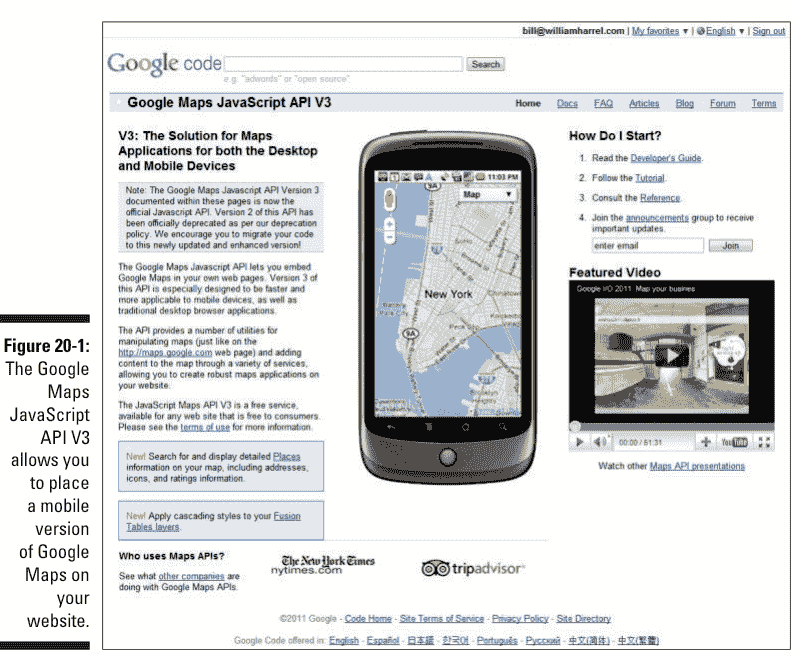 bill@williamharrel.com | My favorites ▼ | English ▼ | Sign out
Google code
Search
e.g. "adwords" or "open source"
Google Maps JavaScript API V3
Home Docs FAQ Articles Blog Forum Terms
V3: The Solution for Maps
Applications for both the Desktop
and Mobile Devices
Note: The Google Maps Javascript API Version 3
documented within these pages is now the
official Javascript API. Version 2 of this API has
been officially deprecated as per our deprecation
policy. We encourage you to migrate your code
to this newly updated and enhanced version!
The Google Maps Javascript API lets you embed
Google Maps in your own web pages. Version 3 of
this API is especially designed to be faster and
more applicable to mobile devices, as well as
traditional desktop browser applications.
The API provides a number of utilities for
manipulating maps (just like on the
http://maps.google.com web page) and adding
content to the map through a variety of services,
allowing you to create robust maps applications on
your website.
The JavaScript Maps API V3 is a free service,
available for any web site that is free to consumers.
Please see the terms of use for more information.
New! Search for and display detailed Places
information on your map, including addresses,
icons, and ratings information.
New! Apply cascading styles to your Fusion
Tables layers.
11:03 PM
Map ▼
9A
Soho
New York
Chinatown
Battery
Park City
9A
Brooklyn
Heights
How Do I Start?
1. Read the Developer's Guide.
2. Follow the Tutorial.
3. Consult the Reference.
4. Join the announcements group to receive
important updates.
enter email
Join
Featured Video
Google I/O 2011: Map your business
00:00 / 51:31
YouTube
Watch other Maps API presentations
Who uses Maps APIs?
See what other companies are
doing with Google Maps APIs.
The New York Times
nytimes.com
tripadvisor
©2011 Google - Code Home - Site Terms of Service - Privacy Policy - Site Directory
Google Code offered in: English - Español - 日本語 - 한국어 - Português - Pусский - 中文(简体) - 中文(繁體)
Figure 20-1:
The Google
Maps
JavaScript
API V3
allows you
to place
a mobile
version
of Google
Maps on
your
website.